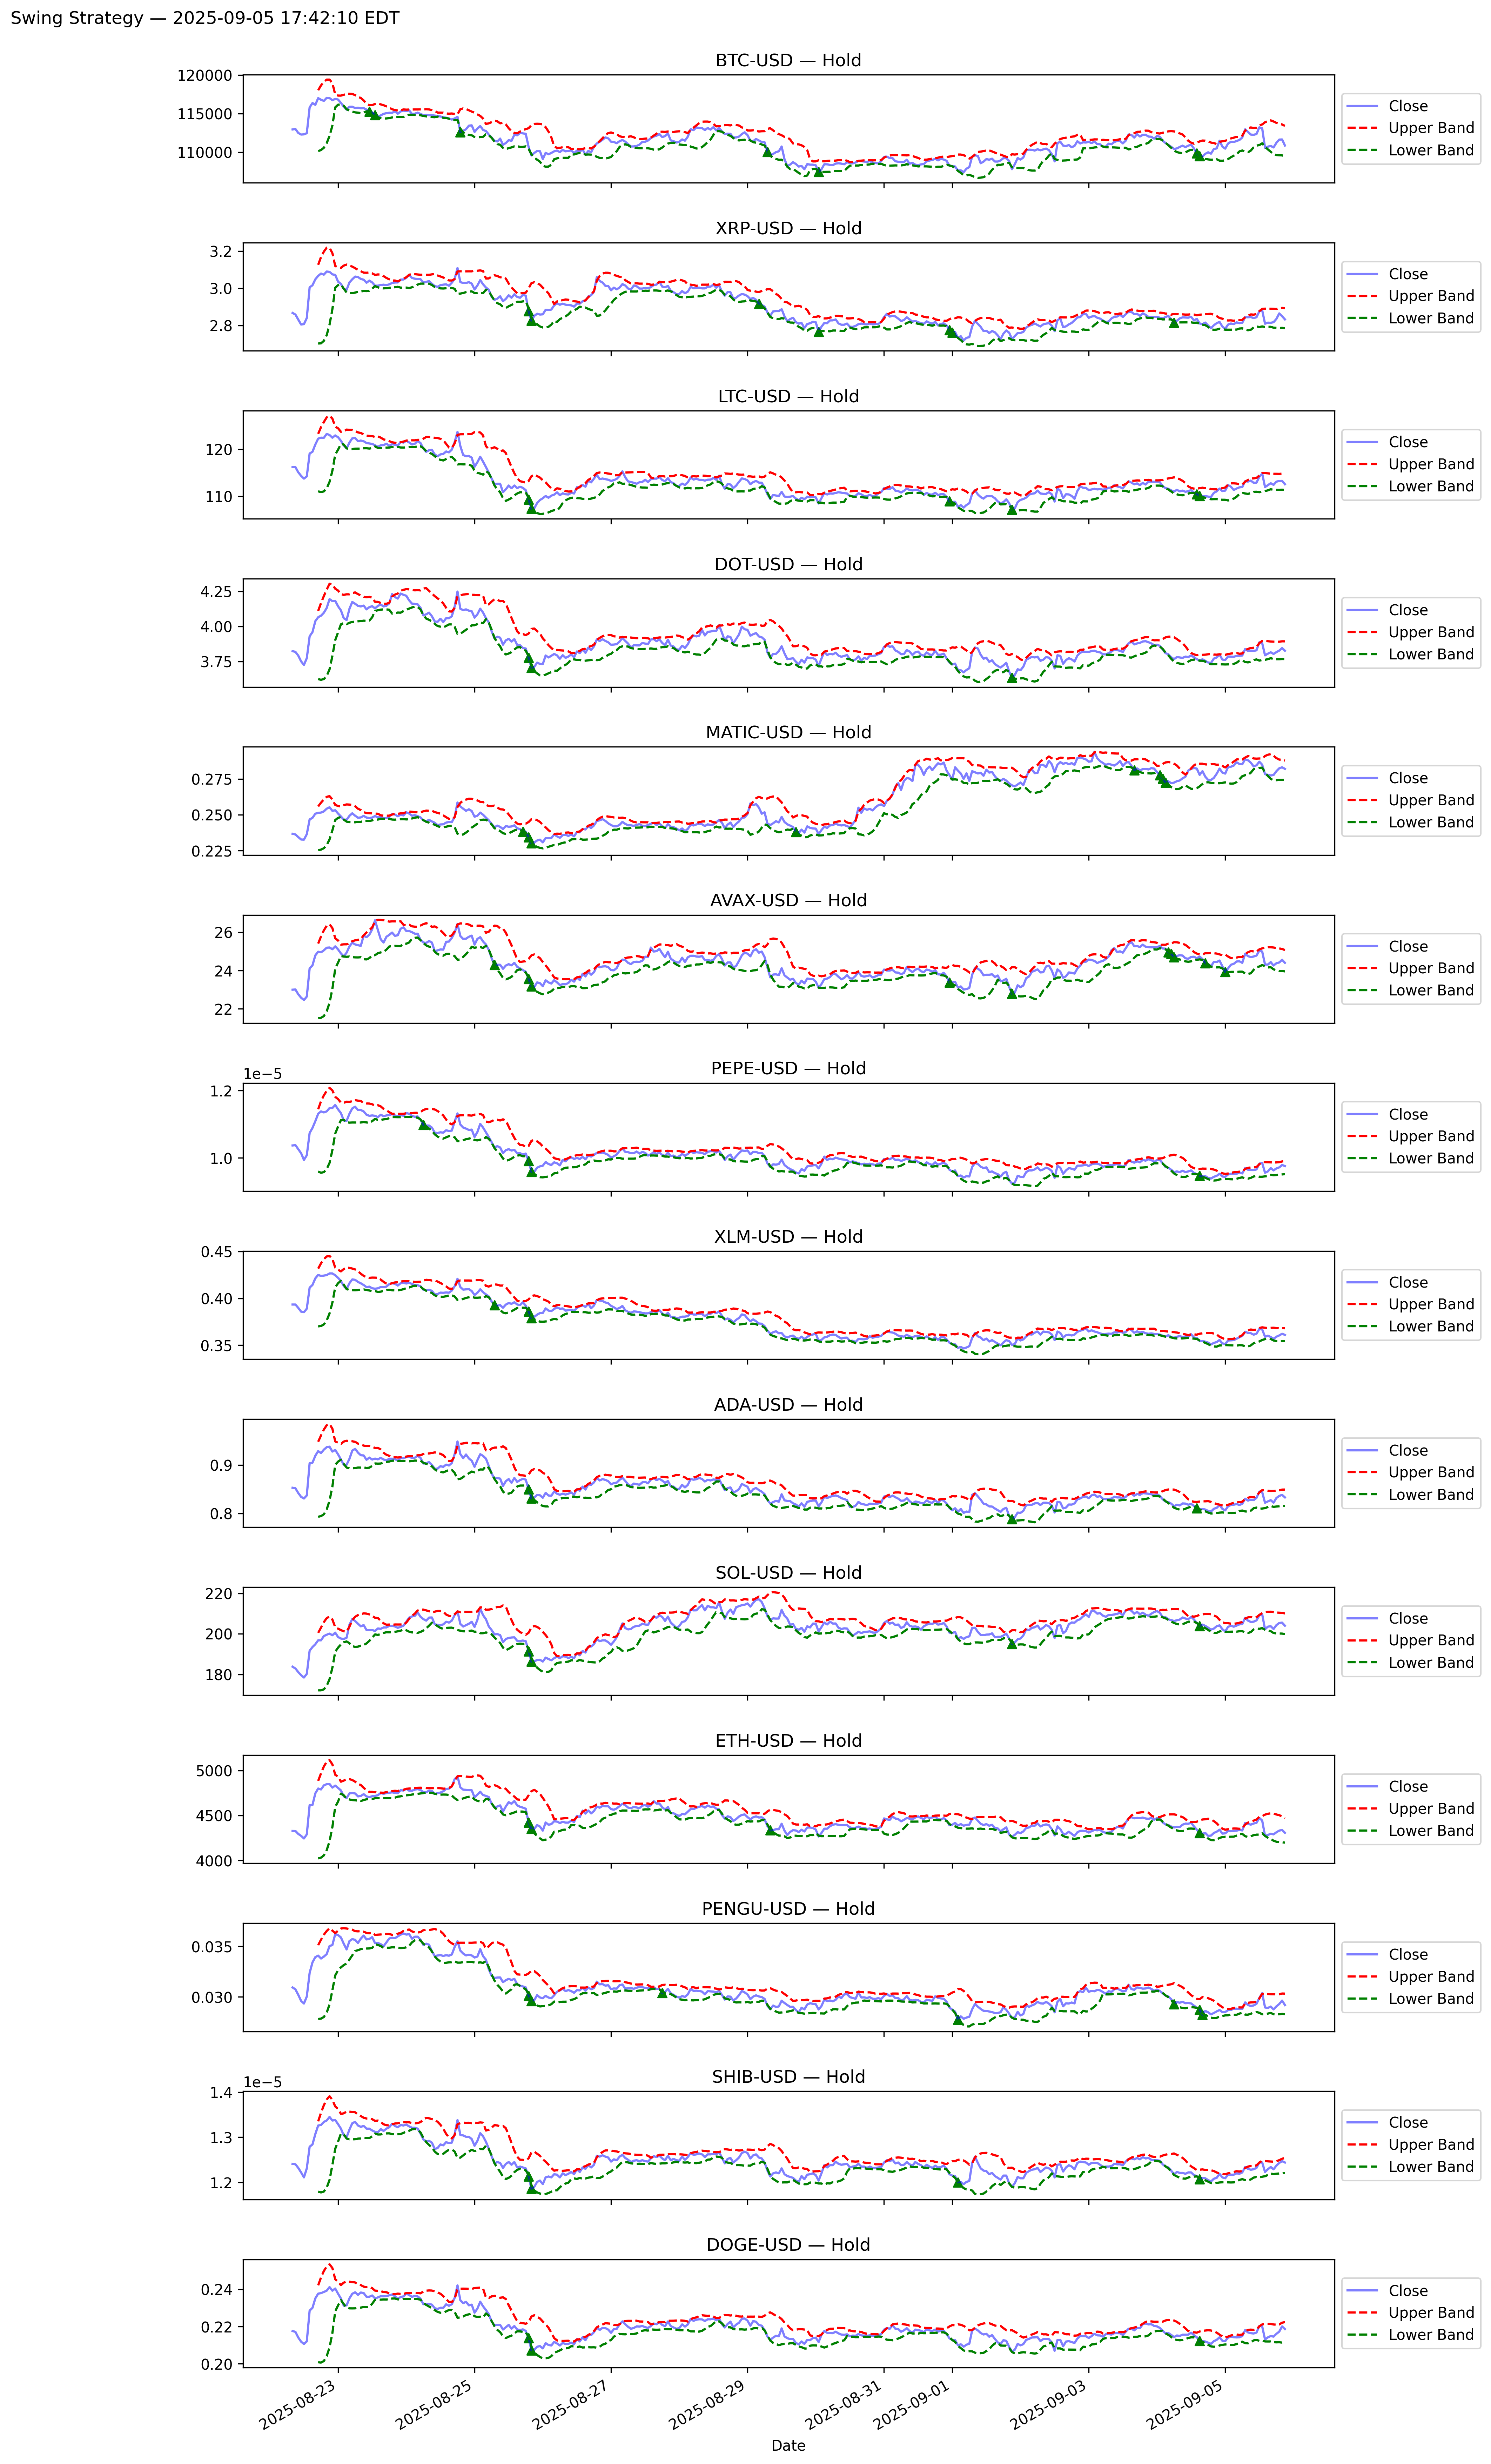 Swing Strategy — 2025-09-05 17:42:10 EDT
BTC-USD — Hold
120000
115000
110000
Close
Upper Band
Lower Band
XRP-USD — Hold
3.2
3.0
2.8
Close
Upper Band
Lower Band
LTC-USD — Hold
120
110
Close
Upper Band
Lower Band
DOT-USD — Hold
4.25
4.00
3.75
Close
Upper Band
Lower Band
MATIC-USD — Hold
0.275
0.250
0.225
Close
Upper Band
Lower Band
AVAX-USD — Hold
26
24
22
Close
Upper Band
Lower Band
PEPE-USD — Hold
1e−5
1.2
1.0
Close
Upper Band
Lower Band
XLM-USD — Hold
0.45
0.40
0.35
Close
Upper Band
Lower Band
ADA-USD — Hold
0.9
0.8
Close
Upper Band
Lower Band
SOL-USD — Hold
220
200
180
Close
Upper Band
Lower Band
ETH-USD — Hold
5000
4500
4000
Close
Upper Band
Lower Band
PENGU-USD — Hold
0.035
0.030
Close
Upper Band
Lower Band
SHIB-USD — Hold
1e−5
1.4
1.3
1.2
Close
Upper Band
Lower Band
DOGE-USD — Hold
0.24
0.22
0.20
Close
Upper Band
Lower Band
2025-08-23
2025-08-25
2025-08-27
2025-08-29
2025-08-31
2025-09-01
2025-09-03
2025-09-05
Date